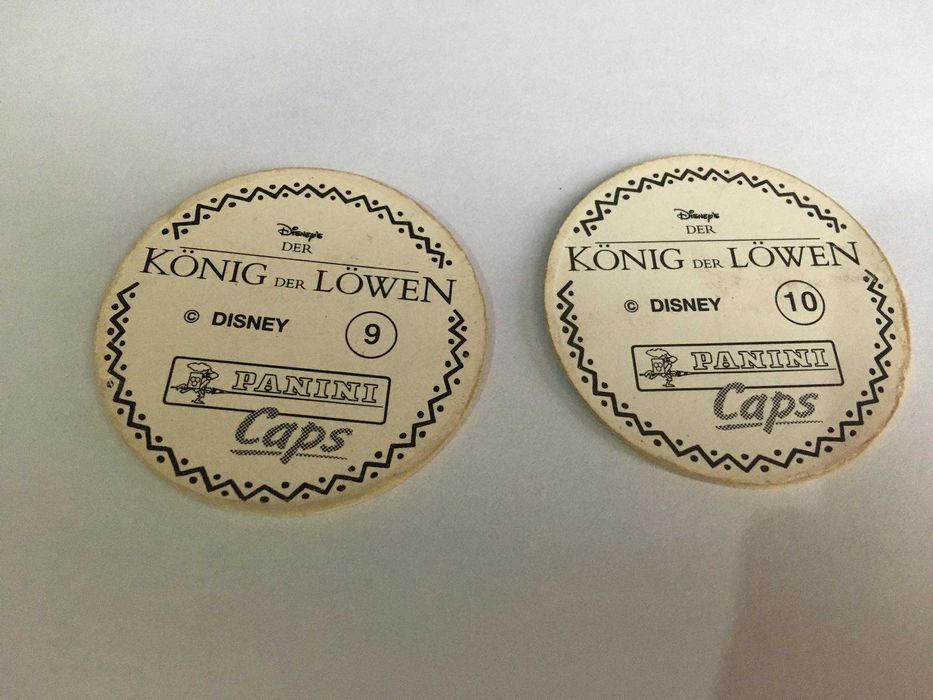 Disney's
DER
KÖNIG DER LÖWEN
© DISNEY
9
PANINI
Caps
Disney's
DER
KÖNIG DER LÖWEN
© DISNEY
10
PANINI
Caps